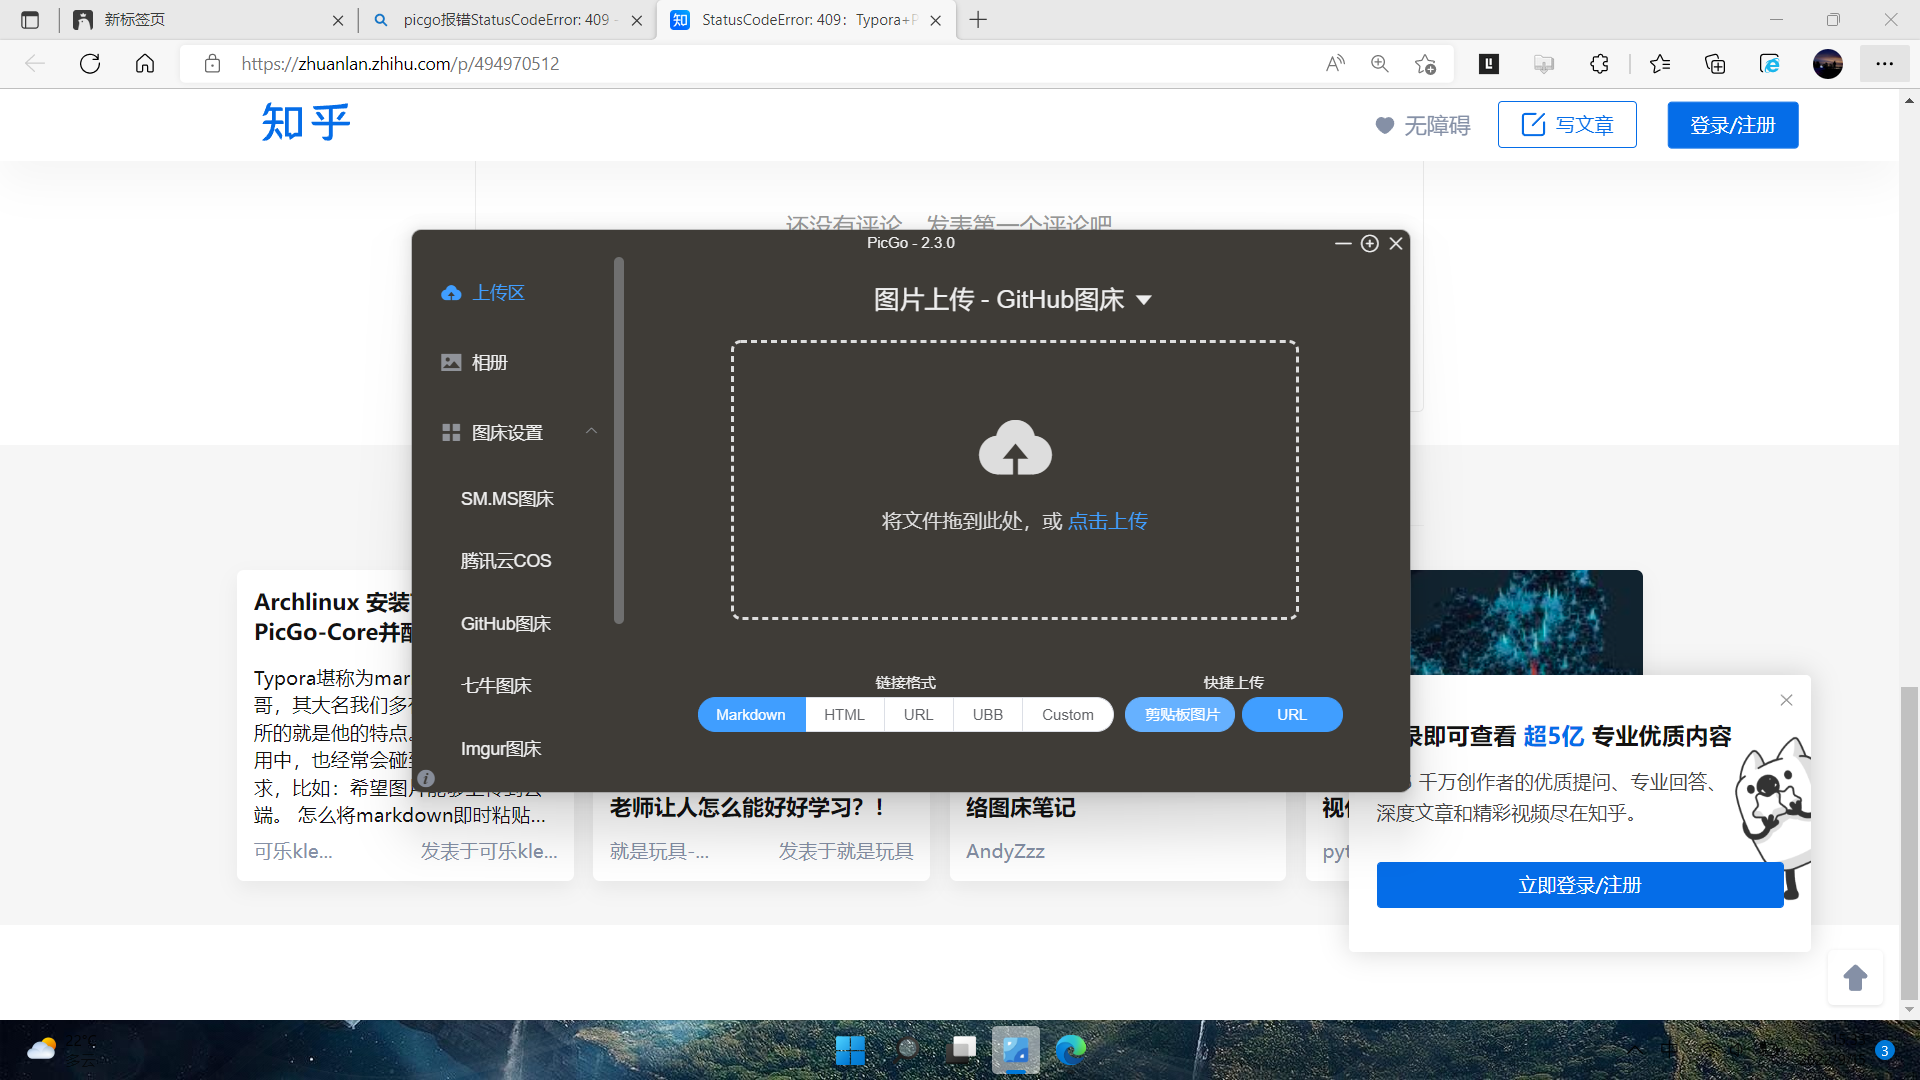 新标签页
picgo报错StatusCodeError: 409 -
StatusCodeError: 409：Typora+P
https://zhuanlan.zhihu.com/p/494970512
知乎
无障碍
写文章
登录/注册
还没有评论，发表第一个评论吧
PicGo - 2.3.0
上传区
相册
图床设置
SM.MS图床
腾讯云COS
GitHub图床
七牛图床
Imgur图床
图片上传 - GitHub图床
将文件拖到此处，或 点击上传
链接格式
快捷上传
Markdown
HTML
URL
UBB
Custom
剪贴板图片
URL
Archlinux 安装
PicGo-Core并配
Typora堪称为mar
哥，其大名我们多
所的就是他的特点。
用中，也经常会碰
求，比如：希望图片能够上传到云
端。 怎么将markdown即时粘贴...
可乐kle...
发表于可乐kle...
老师让人怎么能好好学习？！
就是玩具-...
发表于就是玩具
络图床笔记
AndyZzz
视
pyt
录即可查看 超5亿 专业优质内容
千万创作者的优质提问、专业回答、
深度文章和精彩视频尽在知乎。
立即登录/注册
22°C
3